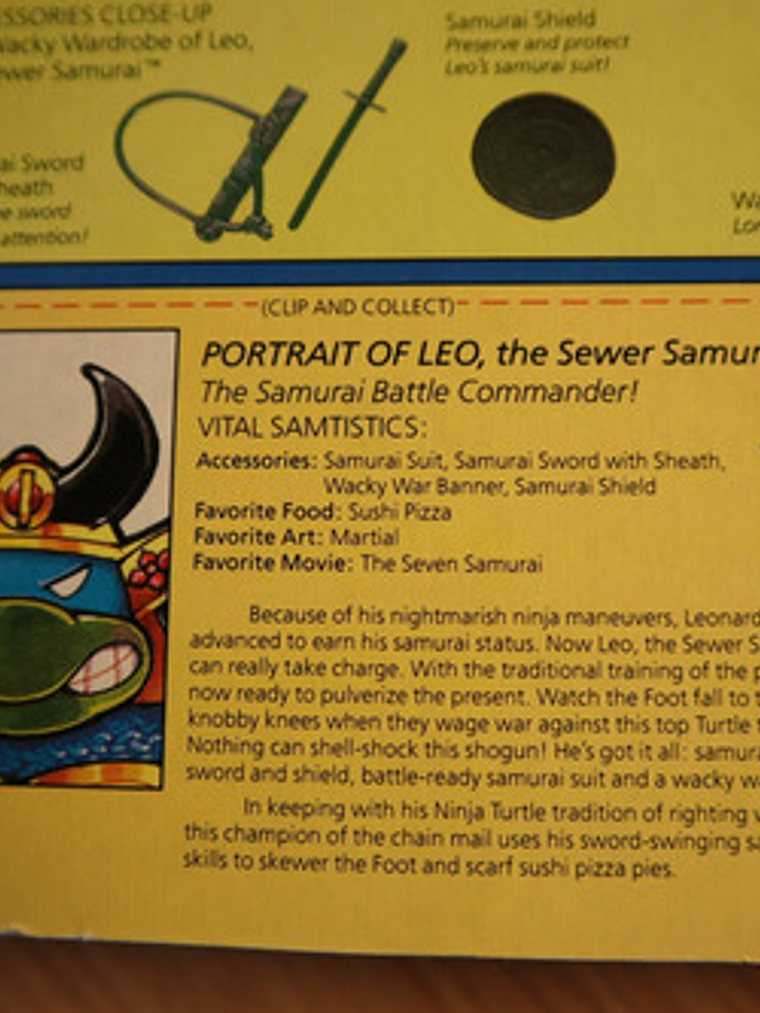 SSORIES CLOSE-UP
Wacky Wardrobe of Leo,
ewer Samurai™
Samurai Shield
Preserve and protect
Leo's samurai suit!
ai Sword
heath
e sword
attention!
Wa
Lon
(CLIP AND COLLECT)
PORTRAIT OF LEO, the Sewer Samur
The Samurai Battle Commander!
VITAL SAMTISTICS:
Accessories: Samurai Suit, Samurai Sword with Sheath,
Wacky War Banner, Samurai Shield
Favorite Food: Sushi Pizza
Favorite Art: Martial
Favorite Movie: The Seven Samurai
Because of his nightmarish ninja maneuvers, Leonard
advanced to earn his samurai status. Now Leo, the Sewer S
can really take charge. With the traditional training of the p
now ready to pulverize the present. Watch the Foot fall to t
knobby knees when they wage war against this top Turtle t
Nothing can shell-shock this shogun! He's got it all: samura
sword and shield, battle-ready samurai suit and a wacky wa
In keeping with his Ninja Turtle tradition of righting w
this champion of the chain mail uses his sword-swinging sa
skills to skewer the Foot and scarf sushi pizza pies.